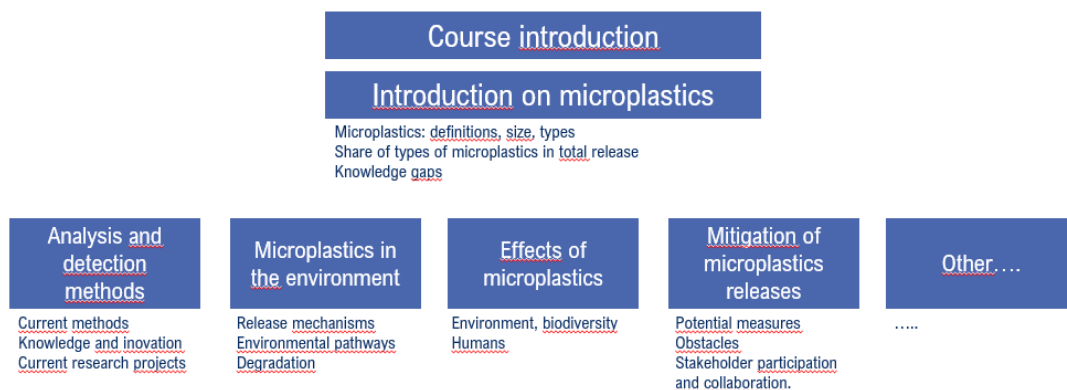 Course introduction
Introduction on microplastics
Microplastics: definitions, size, types
Share of types of microplastics in total release
Knowledge gaps
Analysis and
detection
methods
Current methods
Knowledge and inovation
Current research projects
Microplastics in
the environment
Release mechanisms
Environmental pathways
Degradation
Effects of
microplastics
Environment, biodiversity
Humans
Mitigation of
microplastics
releases
Potential measures
Obstacles
Stakeholder participation
and collaboration.
Other….
…..